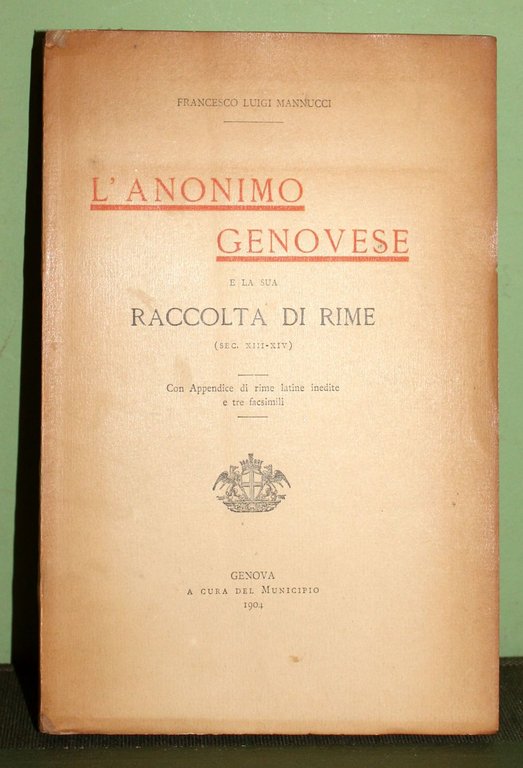 FRANCESCO LUIGI MANNUCCI
L'ANONIMO
GENOVESE
E LA SUA
RACCOLTA DI RIME
(SEC. XIII-XIV)
Con Appendice di rime latine inedite
e tre facsimili
GENOVA
A CURA DEL MUNICIPIO
1904